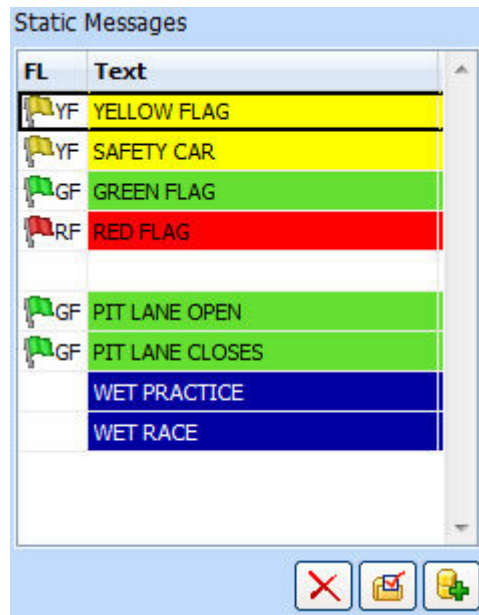 Static Messages
FL Text
YF YELLOW FLAG
YF SAFETY CAR
GF GREEN FLAG
RF RED FLAG
GF PIT LANE OPEN
GF PIT LANE CLOSES
WET PRACTICE
WET RACE